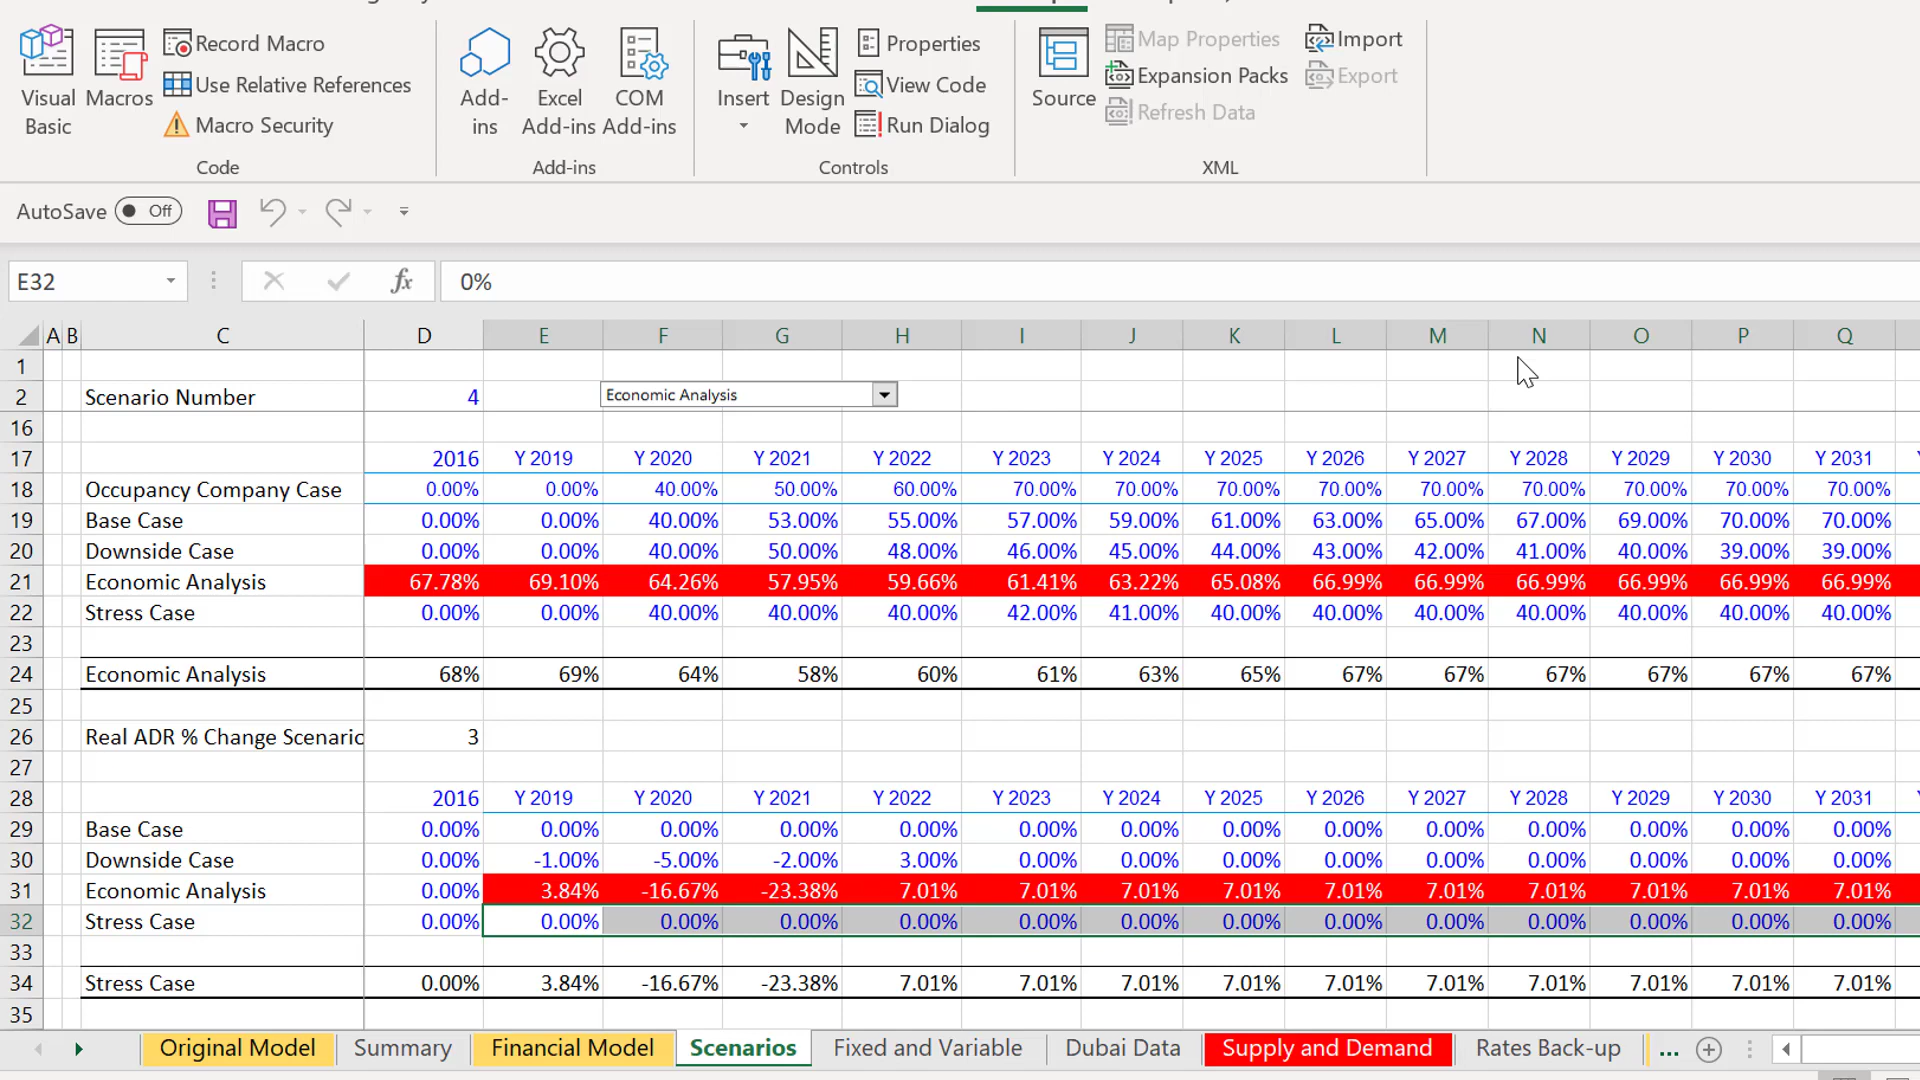 Visual Basic
Macros
Record Macro
Use Relative References
Macro Security
Code
Add-ins
Excel Add-ins
COM Add-ins
Add-ins
Insert
Design Mode
Properties
View Code
Run Dialog
Controls
Source
Map Properties
Expansion Packs
Refresh Data
Import
Export
XML
AutoSave Off
E32 fx 0%
A B C D E F G H I J K L M N O P Q
1
2 Scenario Number 4 Economic Analysis
16
17 2016 Y 2019 Y 2020 Y 2021 Y 2022 Y 2023 Y 2024 Y 2025 Y 2026 Y 2027 Y 2028 Y 2029 Y 2030 Y 2031
18 Occupancy Company Case 0.00% 0.00% 40.00% 50.00% 60.00% 70.00% 70.00% 70.00% 70.00% 70.00% 70.00% 70.00% 70.00% 70.00%
19 Base Case 0.00% 0.00% 40.00% 53.00% 55.00% 57.00% 59.00% 61.00% 63.00% 65.00% 67.00% 69.00% 70.00% 70.00%
20 Downside Case 0.00% 0.00% 40.00% 50.00% 48.00% 46.00% 45.00% 44.00% 43.00% 42.00% 41.00% 40.00% 39.00% 39.00%
21 Economic Analysis 67.78% 69.10% 64.26% 57.95% 59.66% 61.41% 63.22% 65.08% 66.99% 66.99% 66.99% 66.99% 66.99% 66.99%
22 Stress Case 0.00% 0.00% 40.00% 40.00% 40.00% 42.00% 41.00% 40.00% 40.00% 40.00% 40.00% 40.00% 40.00% 40.00%
23
24 Economic Analysis 68% 69% 64% 58% 60% 61% 63% 65% 67% 67% 67% 67% 67% 67%
25
26 Real ADR % Change Scenario 3
27
28 2016 Y 2019 Y 2020 Y 2021 Y 2022 Y 2023 Y 2024 Y 2025 Y 2026 Y 2027 Y 2028 Y 2029 Y 2030 Y 2031
29 Base Case 0.00% 0.00% 0.00% 0.00% 0.00% 0.00% 0.00% 0.00% 0.00% 0.00% 0.00% 0.00% 0.00% 0.00%
30 Downside Case 0.00% -1.00% -5.00% -2.00% 3.00% 0.00% 0.00% 0.00% 0.00% 0.00% 0.00% 0.00% 0.00% 0.00%
31 Economic Analysis 0.00% 3.84% -16.67% -23.38% 7.01% 7.01% 7.01% 7.01% 7.01% 7.01% 7.01% 7.01% 7.01% 7.01%
32 Stress Case 0.00% 0.00% 0.00% 0.00% 0.00% 0.00% 0.00% 0.00% 0.00% 0.00% 0.00% 0.00% 0.00% 0.00%
33
34 Stress Case 0.00% 3.84% -16.67% -23.38% 7.01% 7.01% 7.01% 7.01% 7.01% 7.01% 7.01% 7.01% 7.01% 7.01%
35
Original Model Summary Financial Model Scenarios Fixed and Variable Dubai Data Supply and Demand Rates Back-up ...